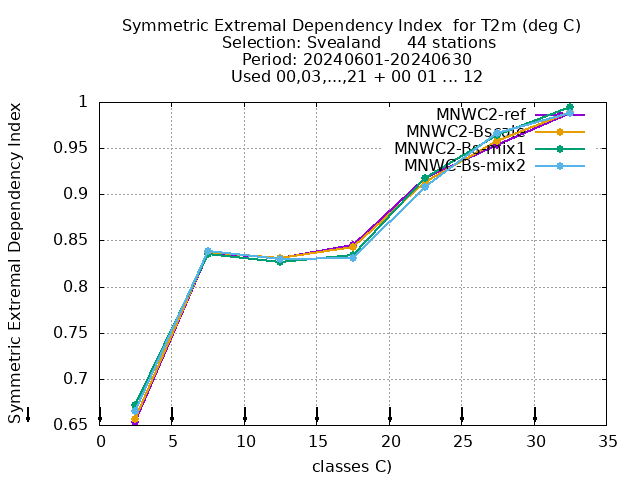 Symmetric Extremal Dependency Index  for T2m (deg C)
Selection: Svealand     44 stations
Period: 20240601-20240630
Used 00,03,...,21 + 00 01 ... 12
Symmetric Extremal Dependency Index
1
0.95
0.9
0.85
0.8
0.75
0.7
0.65
MNWC2-ref
MNWC2-Bscale
MNWC2-Bs-mix1
MNWC-Bs-mix2
0 5 10 15 20 25 30 35
classes C)